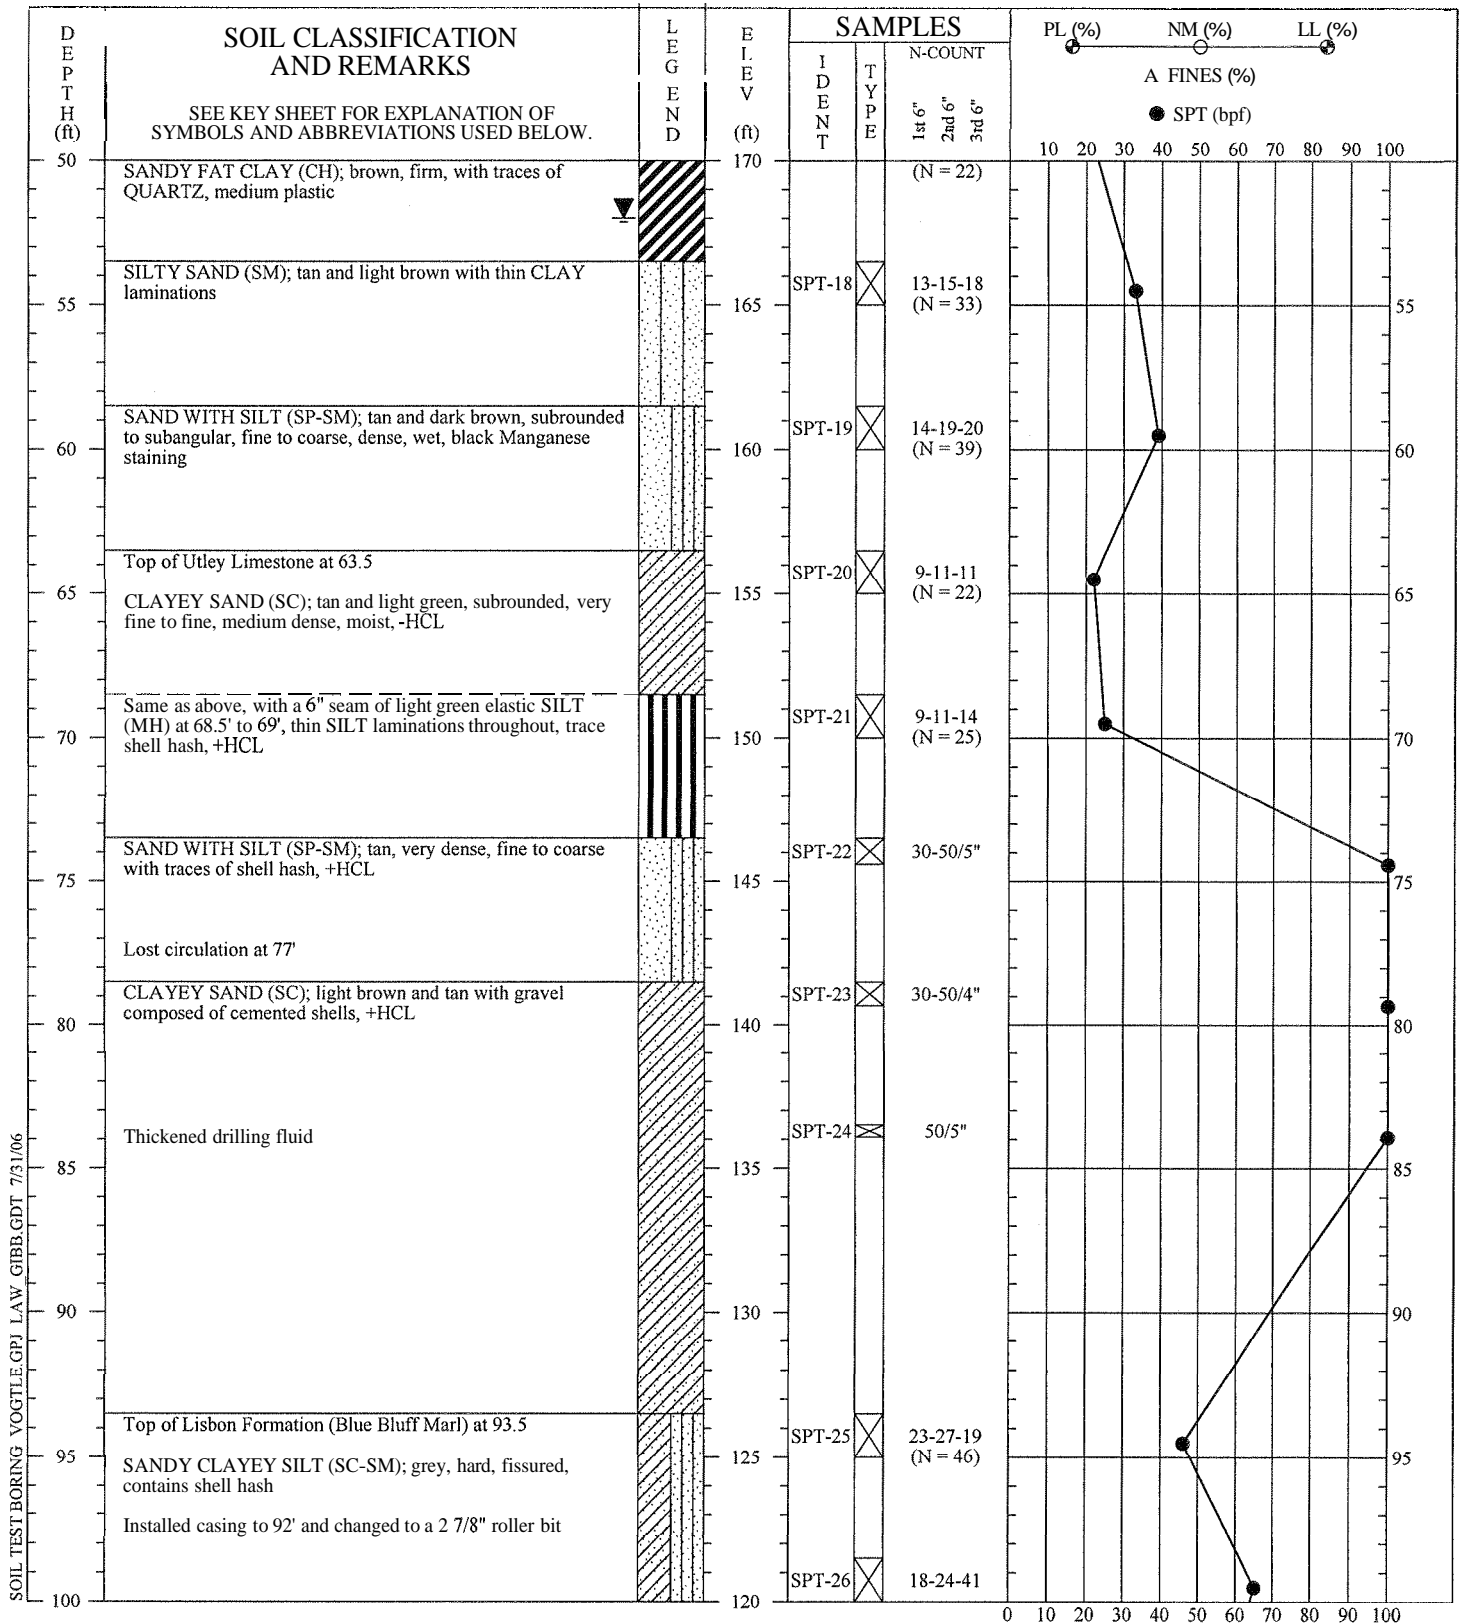 DEPTH (ft)
SOIL CLASSIFICATION
AND REMARKS
SEE KEY SHEET FOR EXPLANATION OF
SYMBOLS AND ABBREVIATIONS USED BELOW.
LEGEND
ELEV (ft)
SAMPLES
IDENT
TYPE
N-COUNT
1st 6"
2nd 6"
3rd 6"
PL (%) NM (%) LL (%)
A FINES (%)
SPT (bpf)
10 20 30 40 50 60 70 80 90 100
50
SANDY FAT CLAY (CH); brown, firm, with traces of
QUARTZ, medium plastic
170
(N = 22)
SILTY SAND (SM); tan and light brown with thin CLAY
laminations
SPT-18
13-15-18
(N = 33)
55
165
55
SAND WITH SILT (SP-SM); tan and dark brown, subrounded
to subangular, fine to coarse, dense, wet, black Manganese
staining
SPT-19
14-19-20
(N = 39)
60
160
60
Top of Utley Limestone at 63.5
SPT-20
9-11-11
(N = 22)
65
155
65
CLAYEY SAND (SC); tan and light green, subrounded, very
fine to fine, medium dense, moist, -HCL
Same as above, with a 6" seam of light green elastic SILT
(MH) at 68.5' to 69', thin SILT laminations throughout, trace
shell hash, +HCL
SPT-21
9-11-14
(N = 25)
70
150
70
SAND WITH SILT (SP-SM); tan, very dense, fine to coarse
with traces of shell hash, +HCL
SPT-22
30-50/5"
75
145
75
Lost circulation at 77'
CLAYEY SAND (SC); light brown and tan with gravel
composed of cemented shells, +HCL
SPT-23
30-50/4"
80
140
80
Thickened drilling fluid
SPT-24
50/5"
85
135
85
90
130
90
Top of Lisbon Formation (Blue Bluff Marl) at 93.5
SPT-25
23-27-19
(N = 46)
95
125
95
SANDY CLAYEY SILT (SC-SM); grey, hard, fissured,
contains shell hash
Installed casing to 92' and changed to a 2 7/8" roller bit
SPT-26
18-24-41
100
120
0 10 20 30 40 50 60 70 80 90 100
SOIL TEST BORING VOGTLE.GPJ LAW_GIBB.GDT 7/31/06